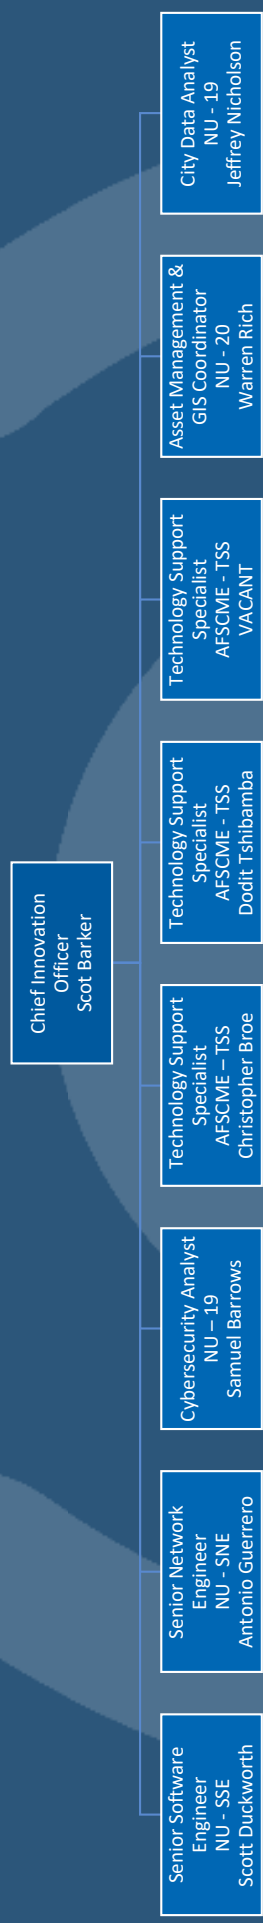 Chief Innovation
Officer
Scot Barker
Senior Software
Engineer
NU - SSE
Scott Duckworth
Senior Network
Engineer
NU - SNE
Antonio Guerrero
Cybersecurity Analyst
NU – 19
Samuel Barrows
Technology Support
Specialist
AFSCME – TSS
Christopher Broe
Technology Support
Specialist
AFSCME - TSS
Dodit Tshibamba
Technology Support
Specialist
AFSCME - TSS
VACANT
Asset Management &
GIS Coordinator
NU - 20
Warren Rich
City Data Analyst
NU - 19
Jeffrey Nicholson